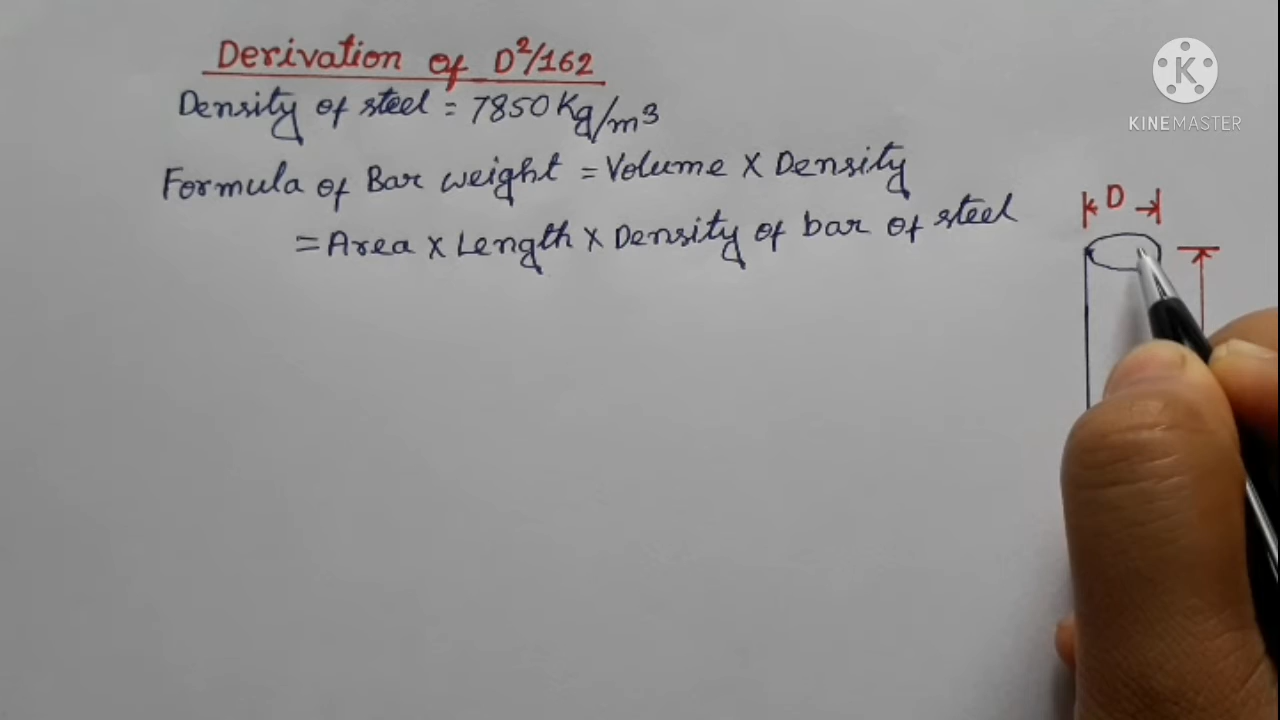 Derivation of D²/162
Density of steel = 7850 Kg/m³
Formula of Bar weight = Volume X Density
= Area x Length x Density of bar of steel
D
K
KINEMASTER